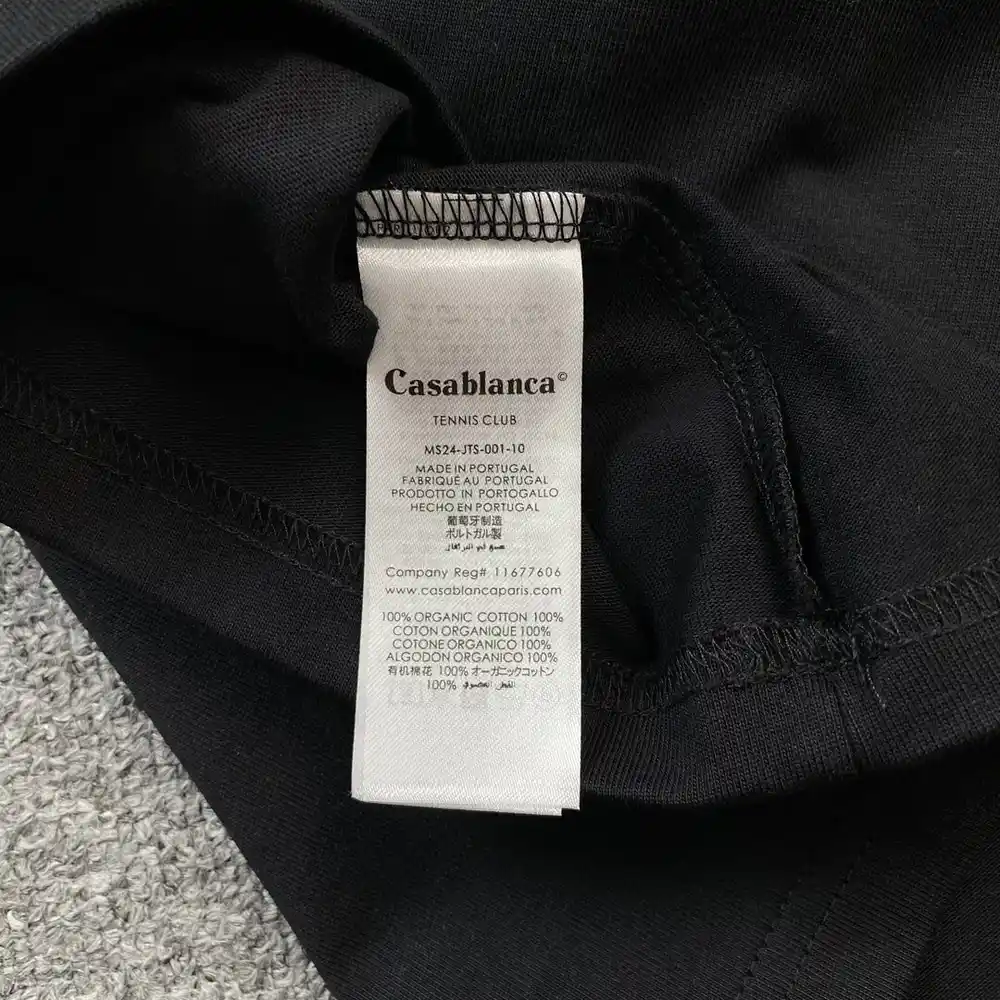 Casablanca©
TENNIS CLUB
MS24-JTS-001-10
MADE IN PORTUGAL
FABRIQUÉ AU PORTUGAL
PRODOTTO IN PORTOGALLO
HECHO EN PORTUGAL
葡萄牙制造
ポルトガル製
Company Reg# 11677606
www.casablancaparis.com
100% ORGANIC COTTON 100%
COTON ORGANIQUE 100%
COTONE ORGANICO 100%
ALGODON ORGANICO 100%
有机棉花 100% オーガニックコットン
100%